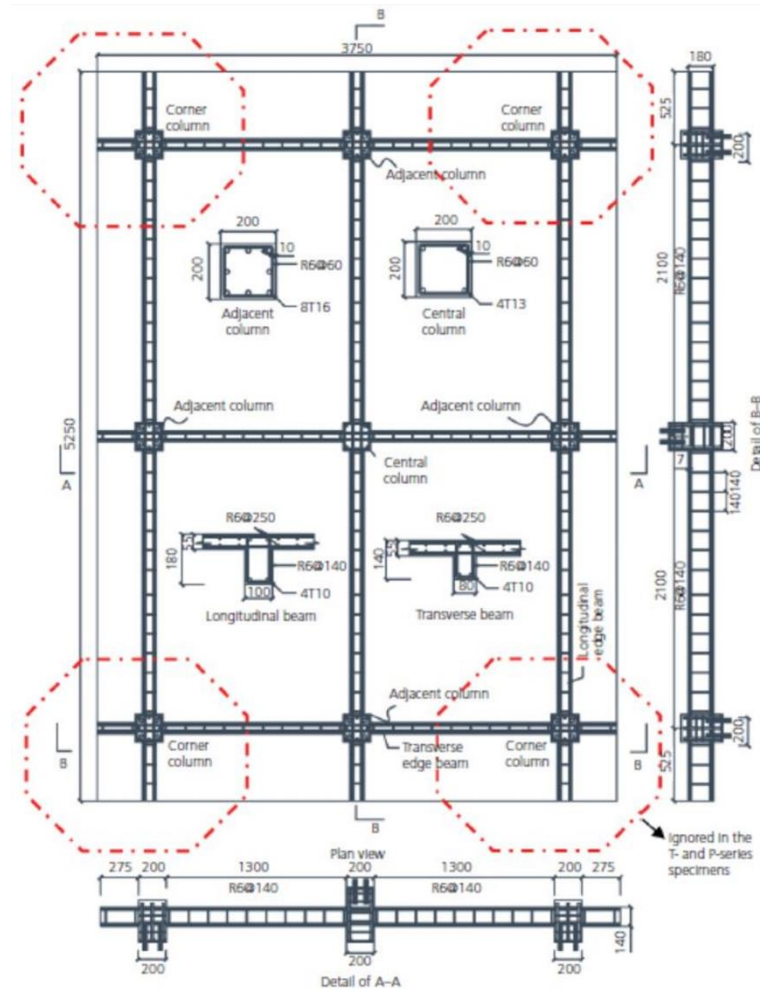 B
3750
180
Corner
column
Corner
column
525
200
Adjacent column
200
200
10
10
200
R6@60
200
R6@60
8T16
4T13
Adjacent
column
Central
column
2100
R6@140
Adjacent column
Adjacent column
5250
200
Central
column
A
A
7
Detail of B–B
140140
R6@250
R6@250
180
55
140
55
R6@140
R6@140
4T10
4T10
100
80
Longitudinal beam
Transverse beam
Longitudinal
edge beam
2100
R6@140
Adjacent column
Corner
column
Transverse
edge beam
Corner
column
B
B
200
525
B
Ignored in the
T- and P-series
specimens
Plan view
275 200 1300 200 1300 200 275
R6@140 R6@140
140
200 200 200
Detail of A–A